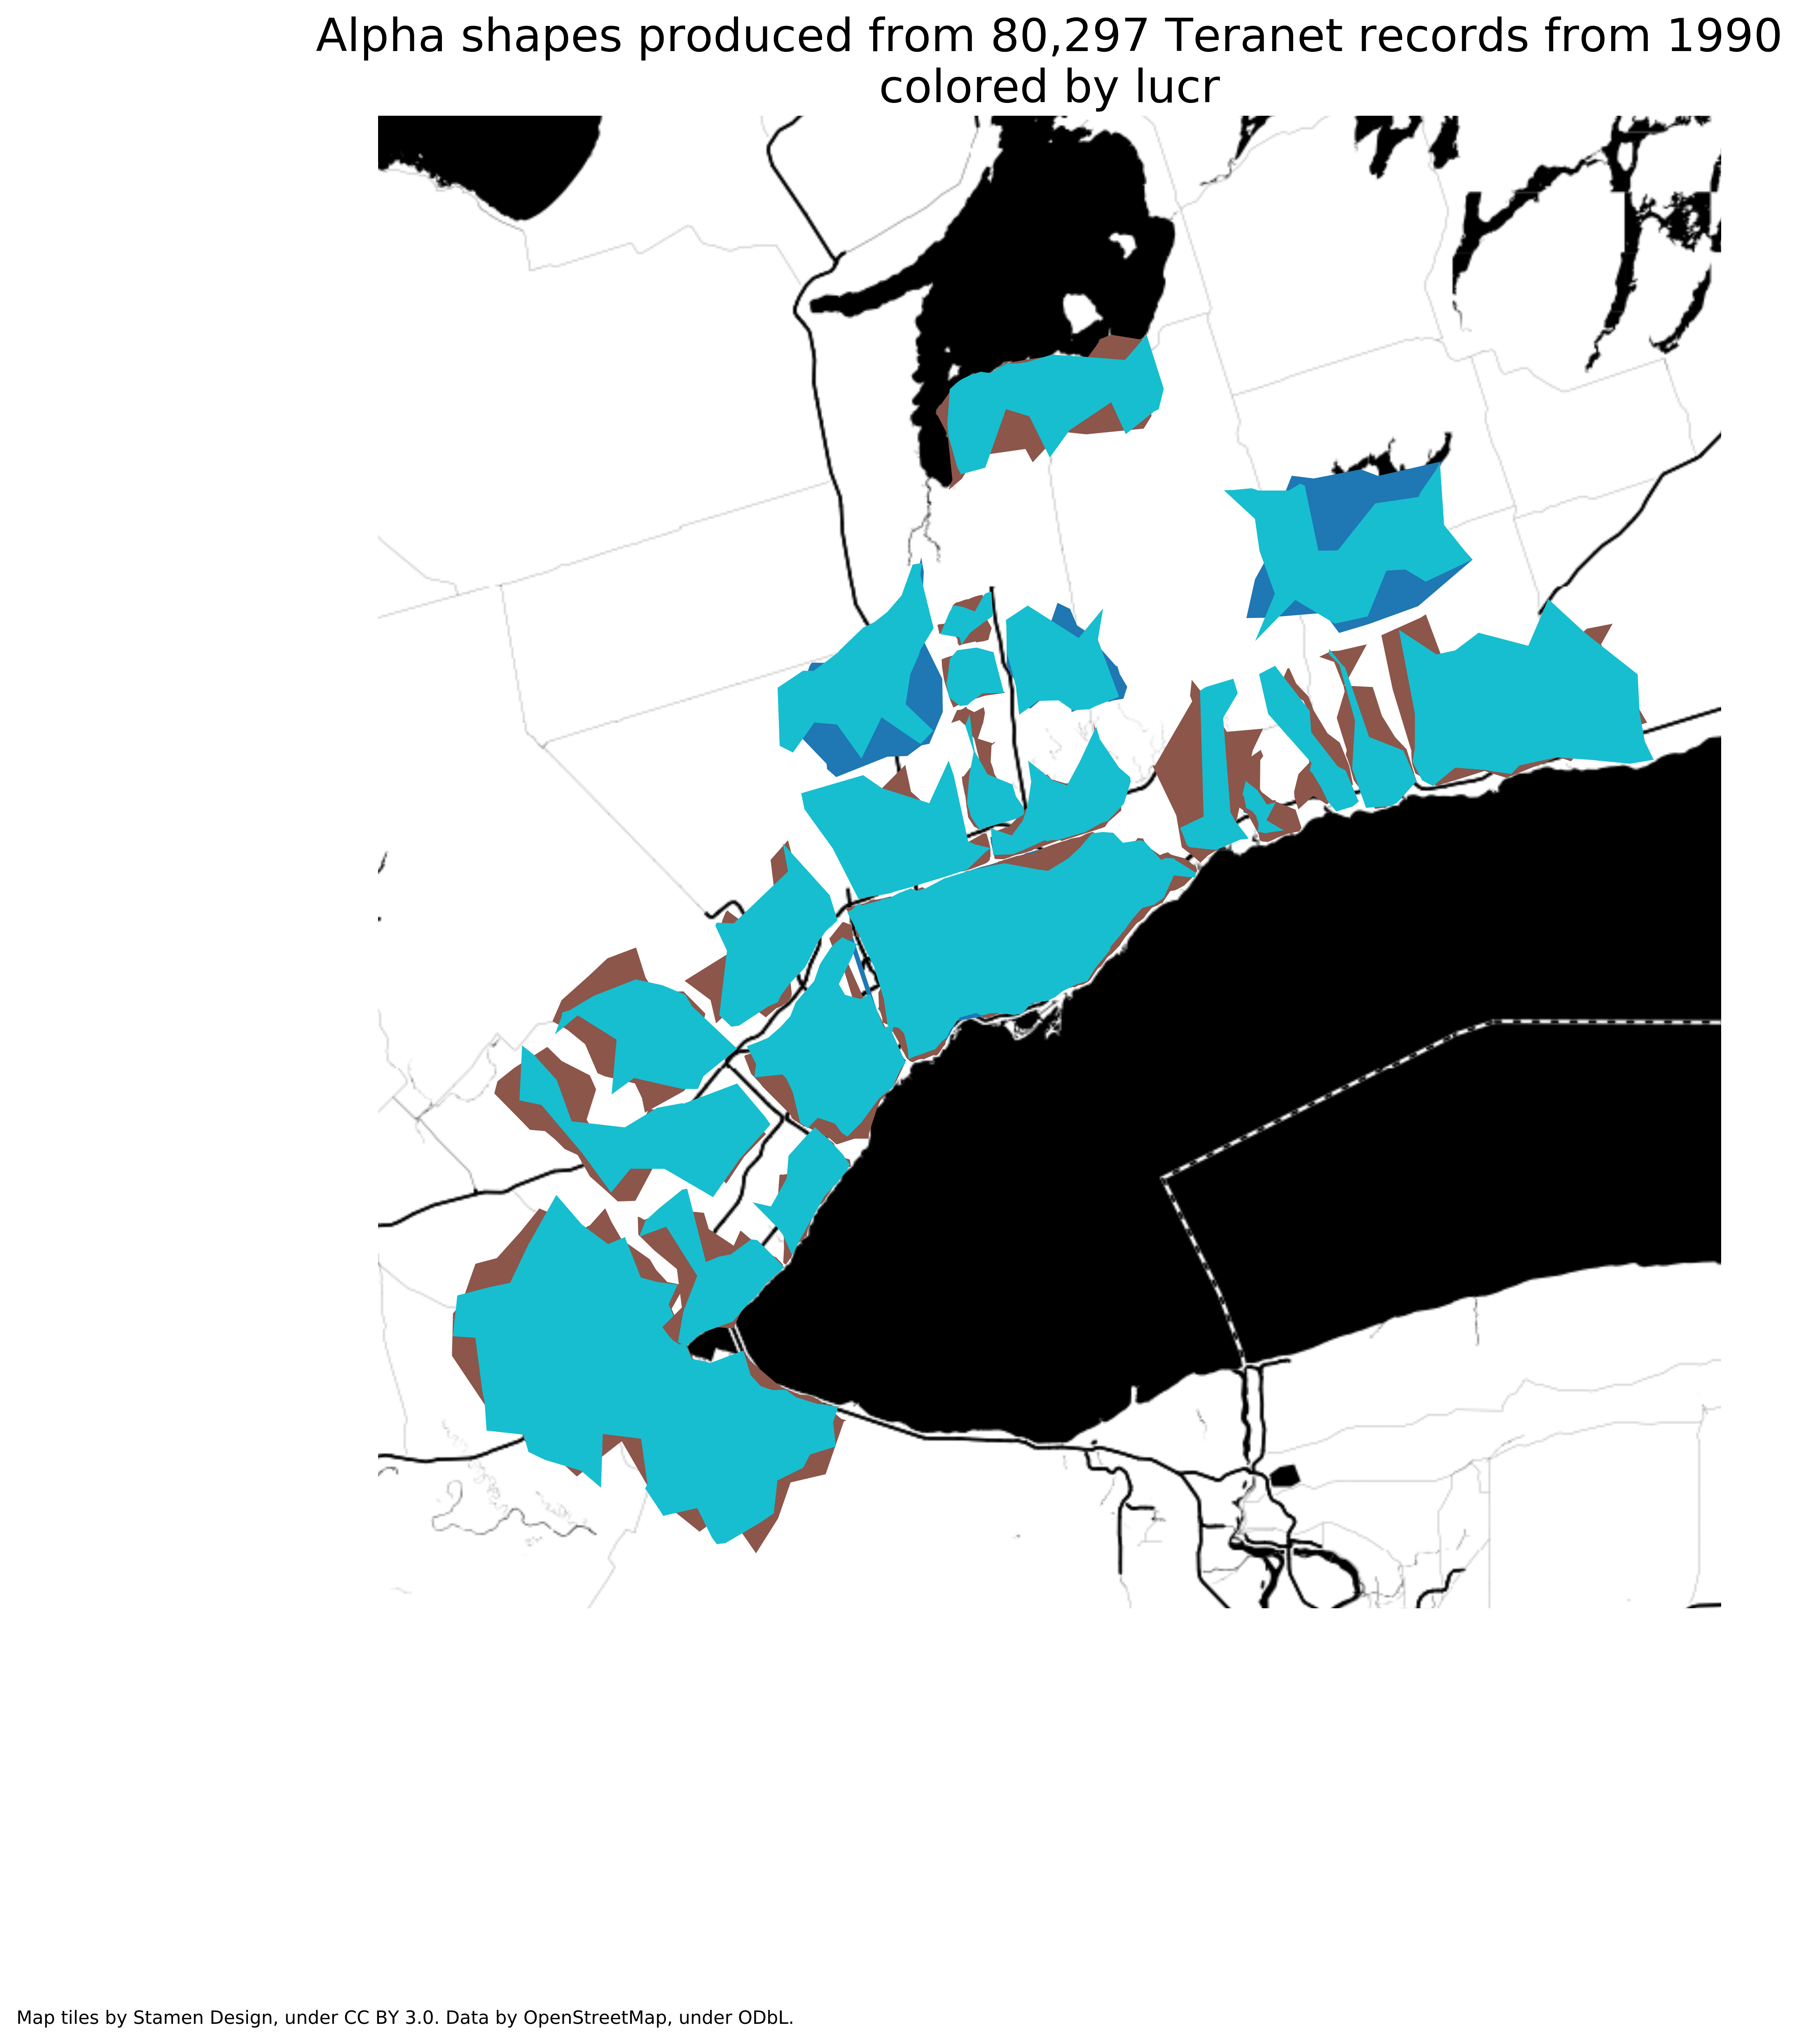 Alpha shapes produced from 80,297 Teranet records from 1990
colored by lucr
Map tiles by Stamen Design, under CC BY 3.0. Data by OpenStreetMap, under ODbL.